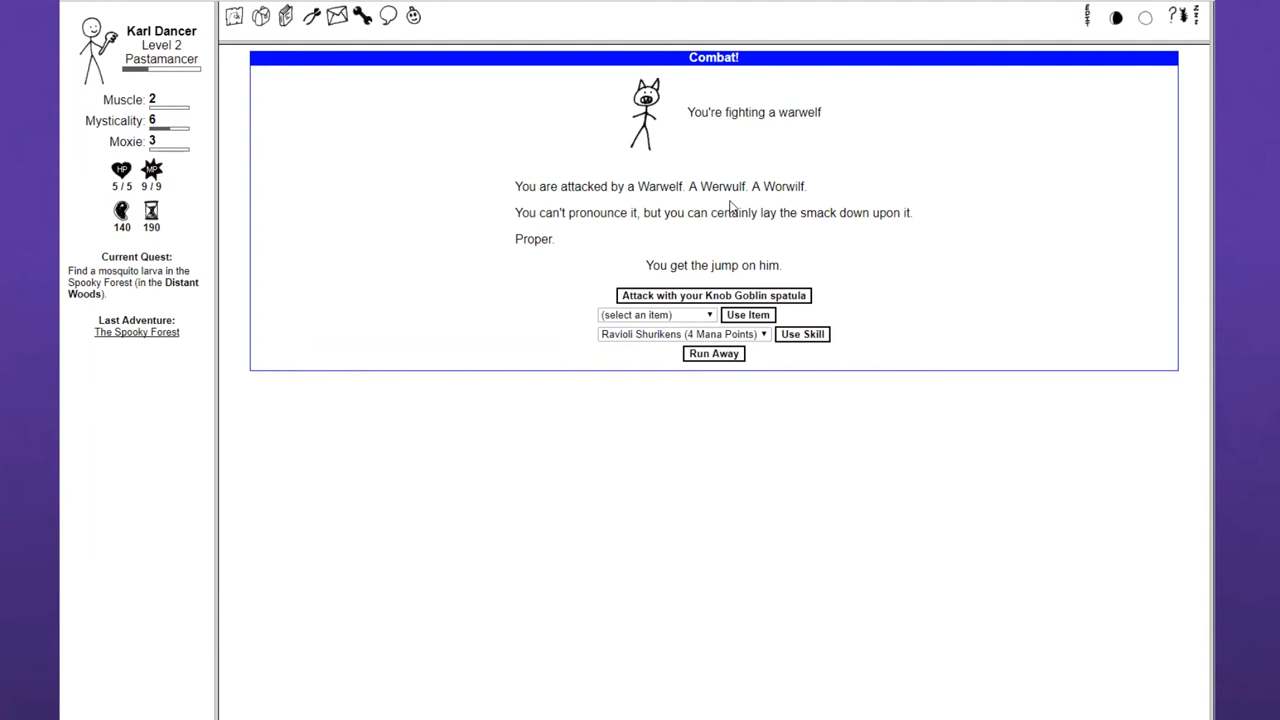 Karl Dancer
Level 2
Pastamancer
Muscle: 2
Mysticality: 6
Moxie: 3
HP MP
5 / 5 9 / 9
140 190
Current Quest:
Find a mosquito larva in the
Spooky Forest (in the Distant
Woods).
Last Adventure:
The Spooky Forest
EDIT
? ZZZ
Combat!
You're fighting a warwelf
You are attacked by a Warwelf. A Werwulf. A Worwilf.
You can't pronounce it, but you can certainly lay the smack down upon it.
Proper.
You get the jump on him.
Attack with your Knob Goblin spatula
(select an item) Use Item
Ravioli Shurikens (4 Mana Points) Use Skill
Run Away